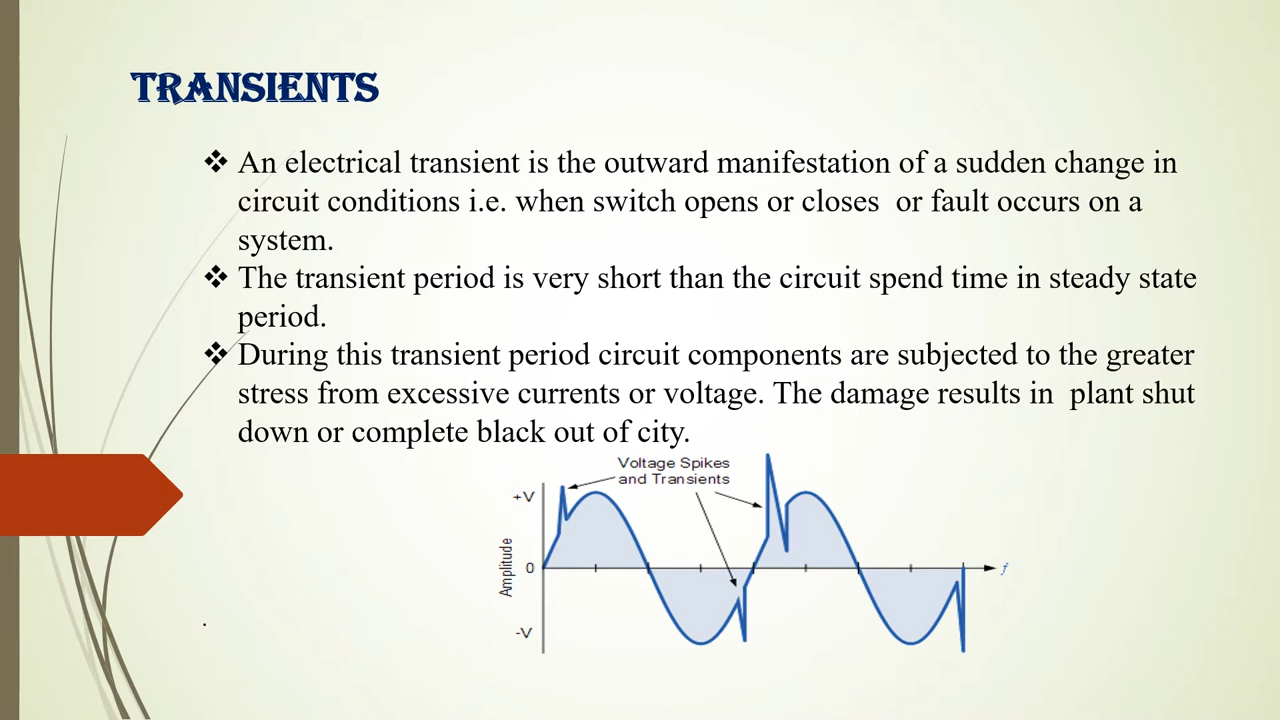 TRANSIENTS
❖ An electrical transient is the outward manifestation of a sudden change in
circuit conditions i.e. when switch opens or closes  or fault occurs on a
system.
❖ The transient period is very short than the circuit spend time in steady state
period.
❖ During this transient period circuit components are subjected to the greater
stress from excessive currents or voltage. The damage results in  plant shut
down or complete black out of city.
Voltage Spikes
and Transients
+V
Amplitude
0
f
-V
.